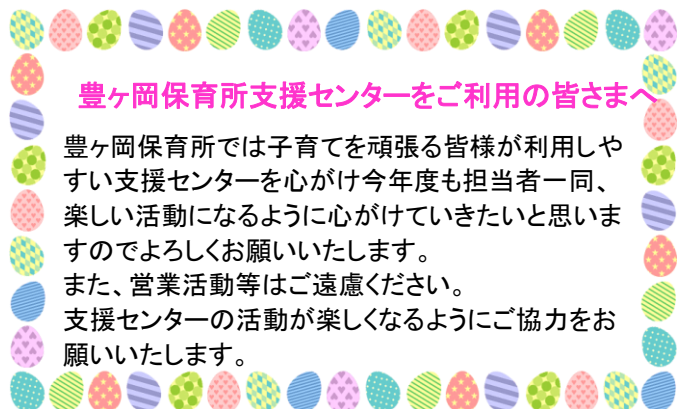 豊ヶ岡保育所支援センターをご利用の皆さまへ
豊ヶ岡保育所では子育てを頑張る皆様が利用しや
すい支援センターを心がけ今年度も担当者一同、
楽しい活動になるように心がけていきたいと思いま
すのでよろしくお願いいたします。
また、営業活動等はご遠慮ください。
支援センターの活動が楽しくなるようにご協力をお
願いいたします。